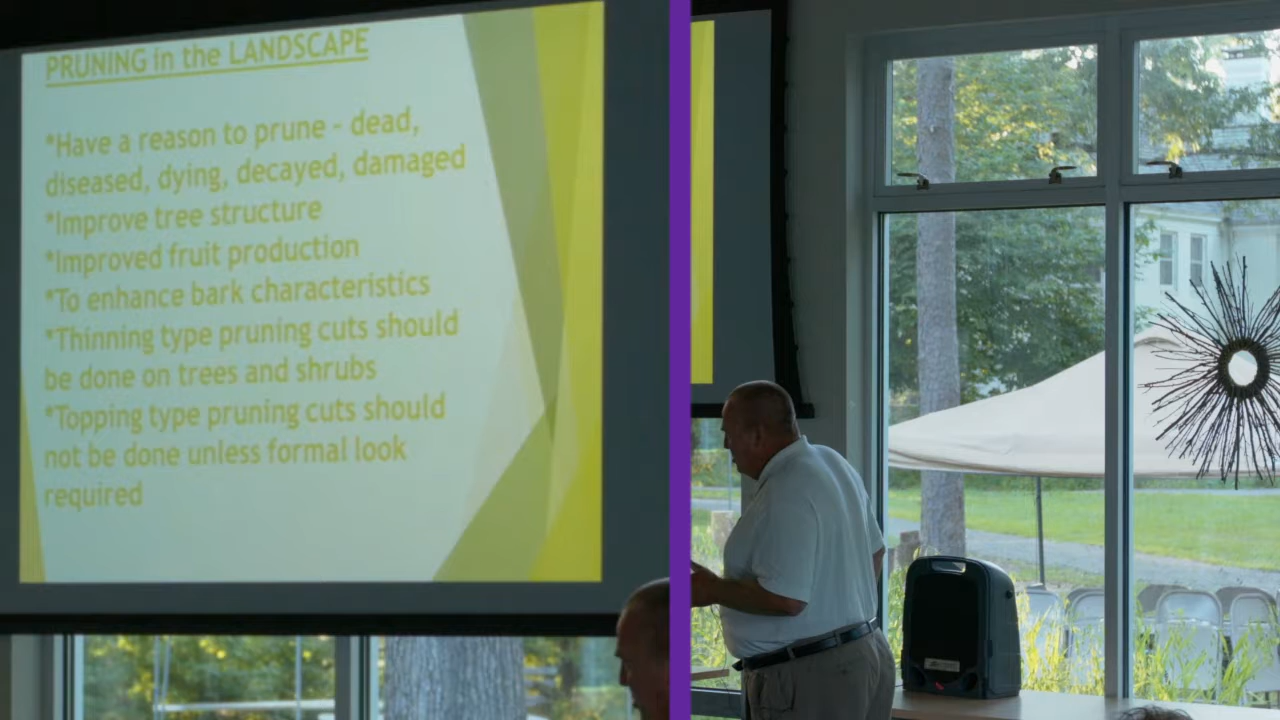 PRUNING in the LANDSCAPE
*Have a reason to prune - dead,
diseased, dying, decayed, damaged
*Improve tree structure
*Improved fruit production
*To enhance bark characteristics
*Thinning type pruning cuts should
be done on trees and shrubs
*Topping type pruning cuts should
not be done unless formal look
required